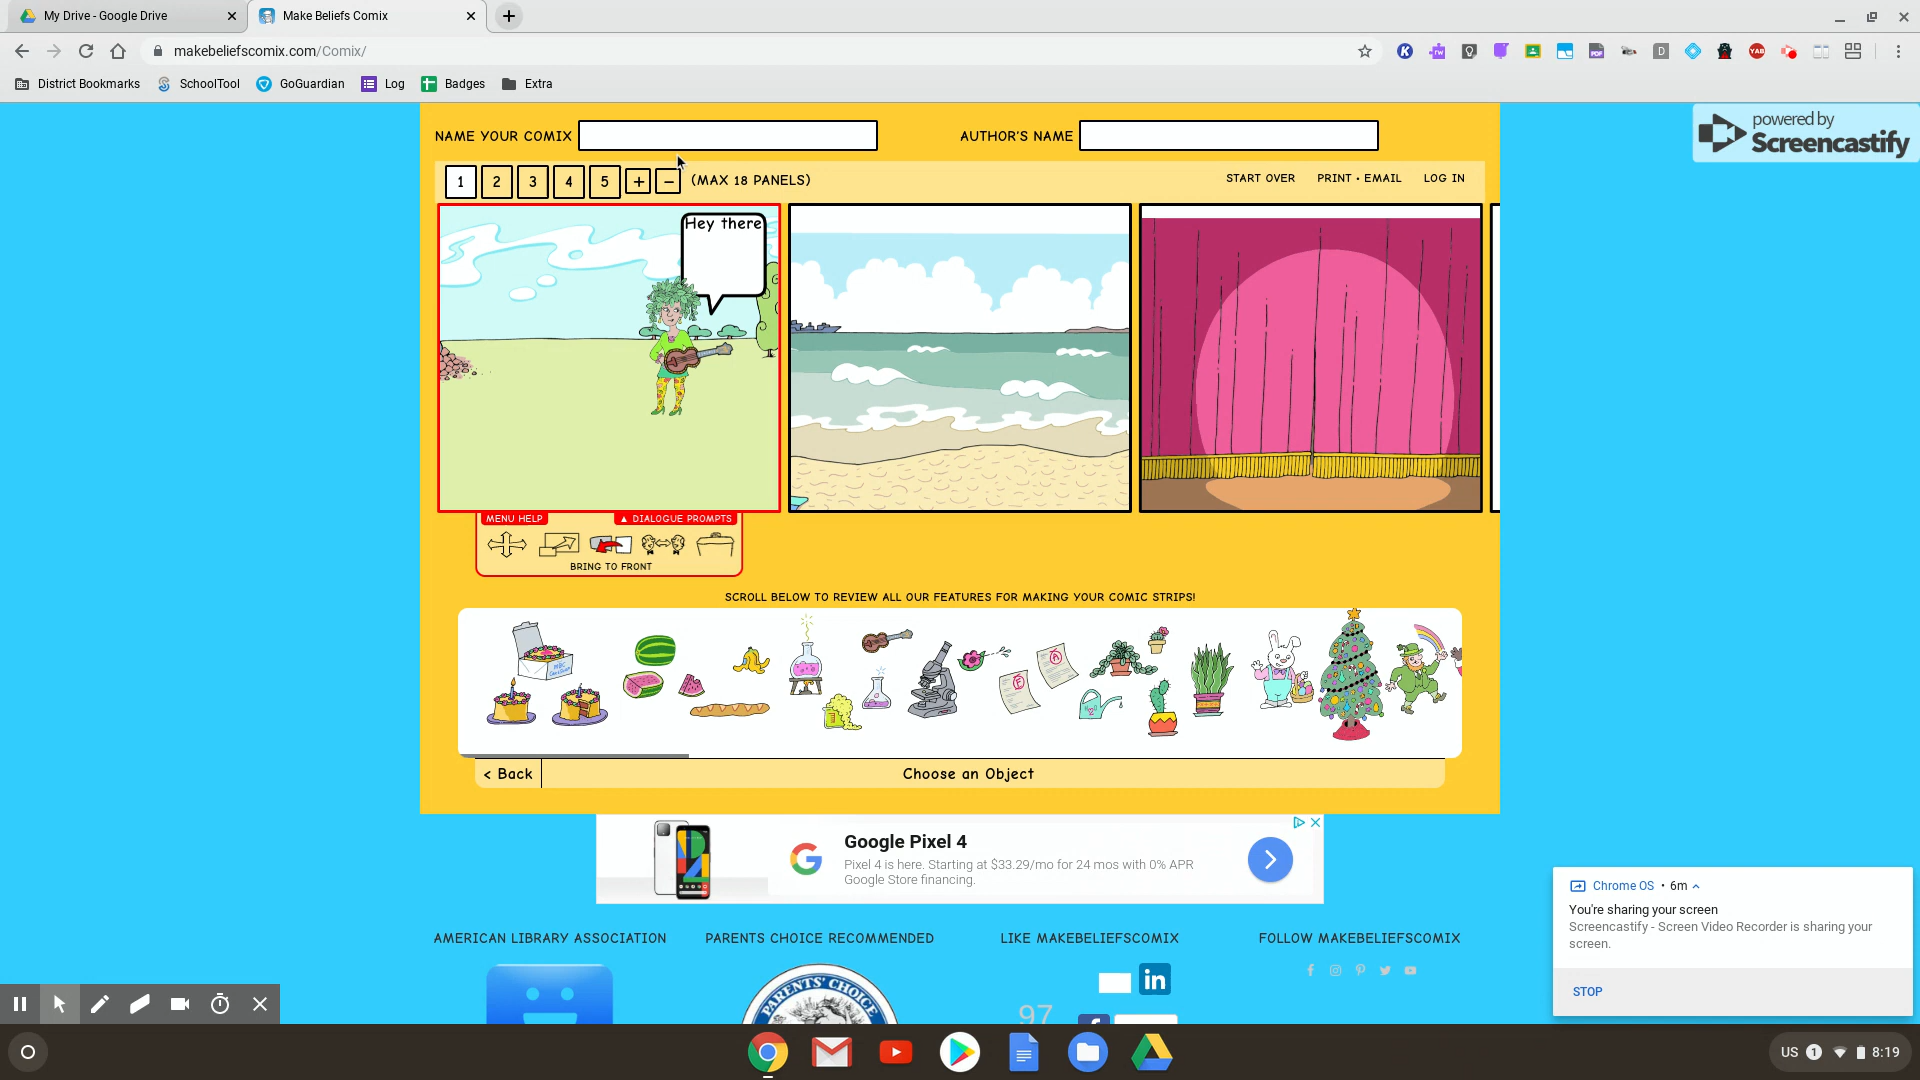 My Drive - Google Drive
Make Beliefs Comix
makebeliefscomix.com/Comix/
District Bookmarks
SchoolTool
GoGuardian
Log
Badges
Extra
powered by
Screencastify
NAME YOUR COMIX
AUTHOR'S NAME
1 2 3 4 5 + − (MAX 18 PANELS)
START OVER
PRINT • EMAIL
LOG IN
Hey there
MENU HELP
▲ DIALOGUE PROMPTS
BRING TO FRONT
SCROLL BELOW TO REVIEW ALL OUR FEATURES FOR MAKING YOUR COMIC STRIPS!
< Back
Choose an Object
Google Pixel 4
Pixel 4 is here. Starting at $33.29/mo for 24 mos with 0% APR
Google Store financing.
Chrome OS • 6m
You're sharing your screen
Screencastify - Screen Video Recorder is sharing your
screen.
STOP
AMERICAN LIBRARY ASSOCIATION
PARENTS CHOICE RECOMMENDED
LIKE MAKEBELIEFSCOMIX
FOLLOW MAKEBELIEFSCOMIX
in
PARENTS' CHOICE
97
US 1 8:19